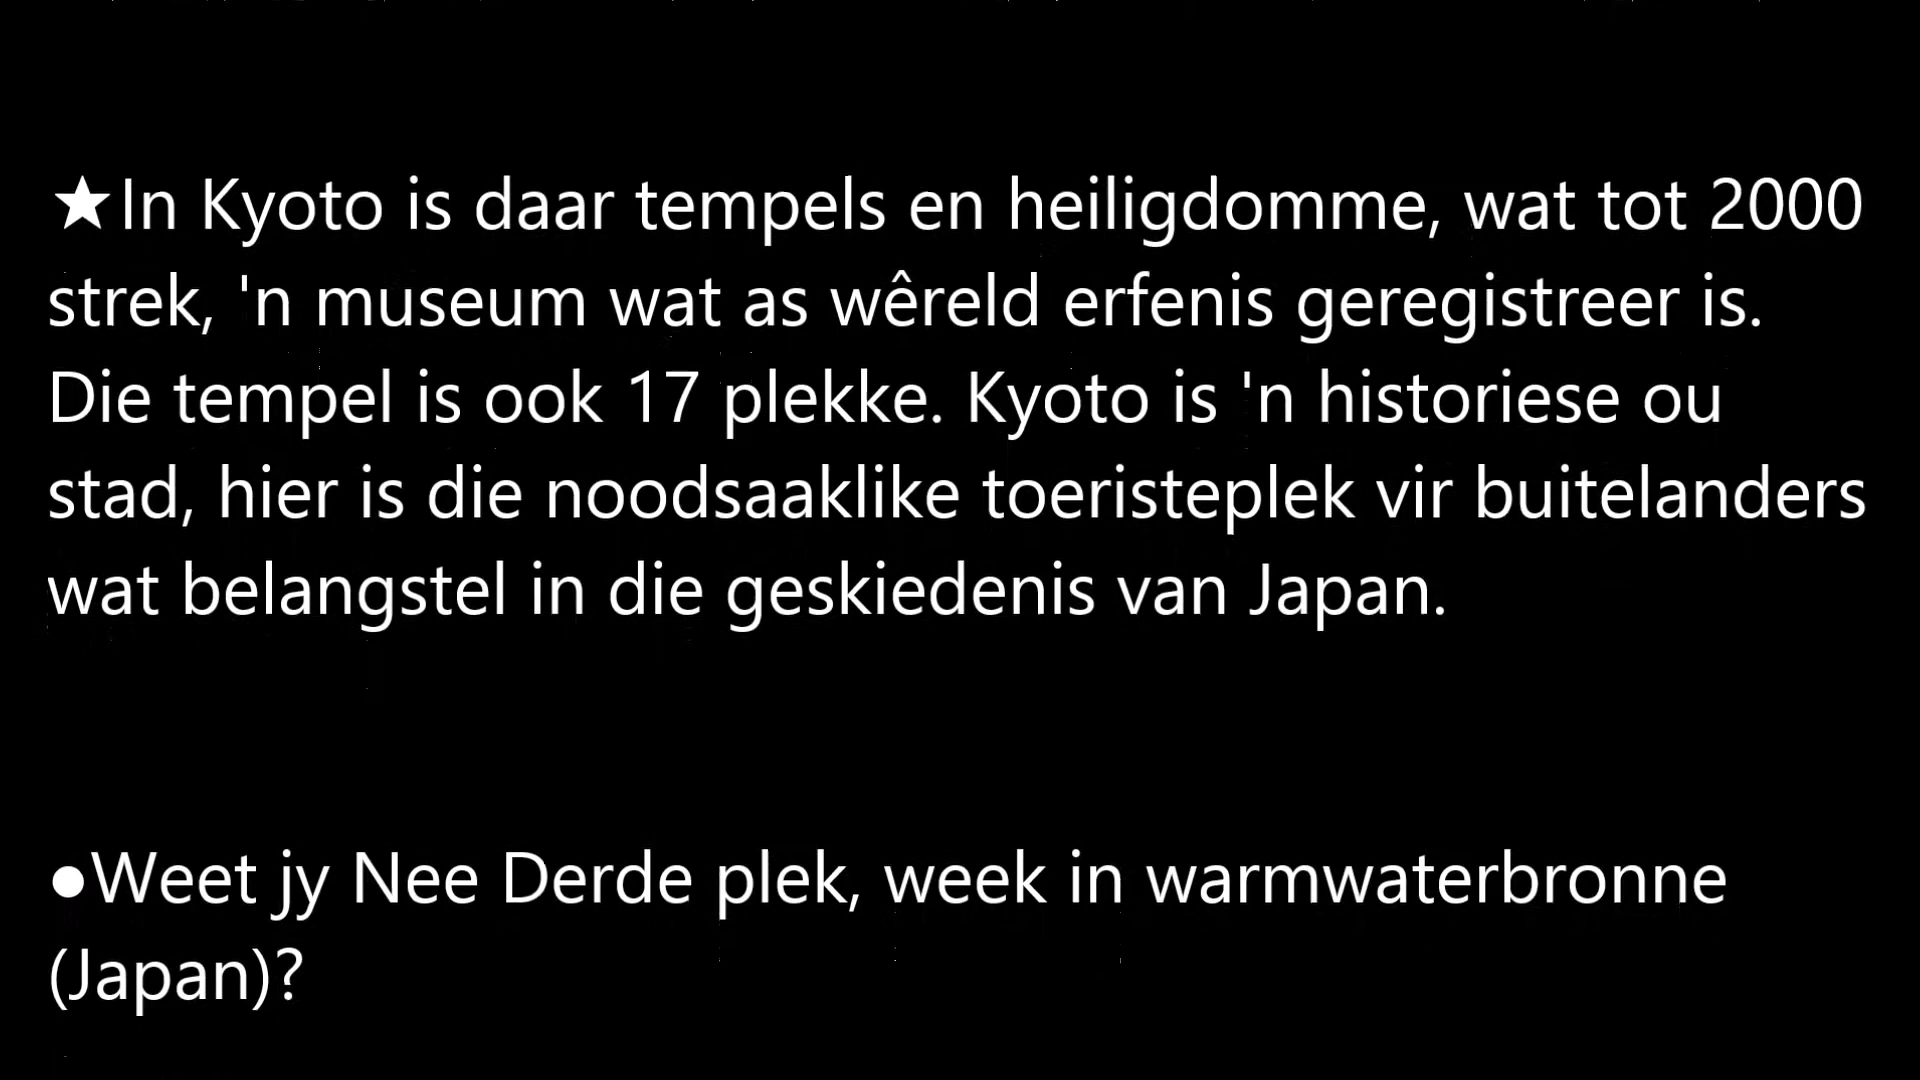 ★In Kyoto is daar tempels en heiligdomme, wat tot 2000
strek, 'n museum wat as wêreld erfenis geregistreer is.
Die tempel is ook 17 plekke. Kyoto is 'n historiese ou
stad, hier is die noodsaaklike toeristeplek vir buitelanders
wat belangstel in die geskiedenis van Japan.
●Weet jy Nee Derde plek, week in warmwaterbronne
(Japan)?